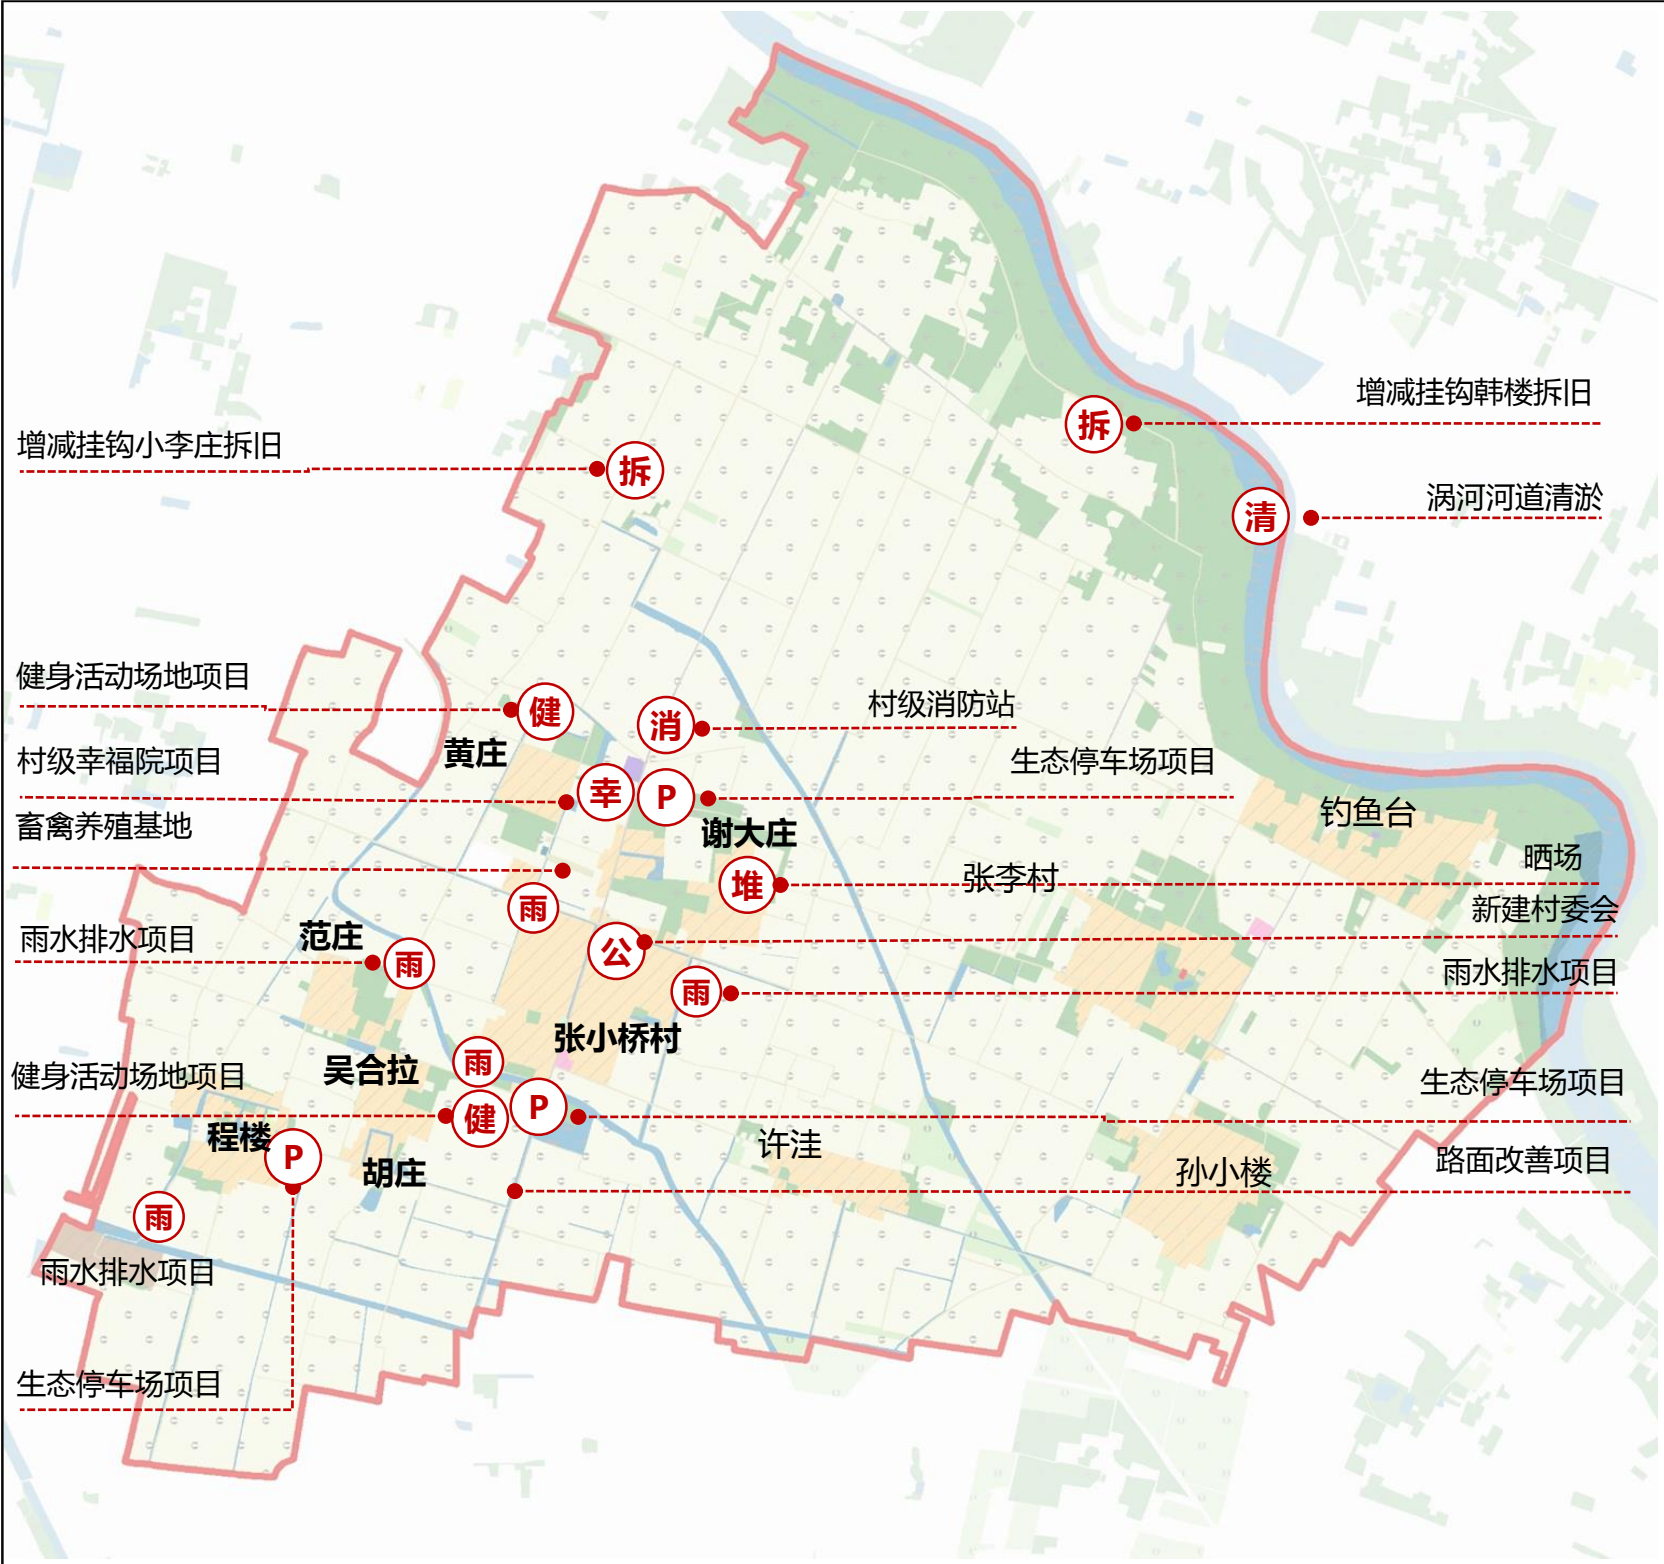 增减挂钩韩楼拆旧
拆
增减挂钩小李庄拆旧
拆
涡河河道清淤
清
健身活动场地项目
健
消
村级消防站
黄庄
村级幸福院项目
幸
P
生态停车场项目
畜禽养殖基地
谢大庄
钓鱼台
晒场
堆
张李村
雨
新建村委会
雨水排水项目
范庄
雨
公
雨
雨水排水项目
张小桥村
吴合拉
雨
健身活动场地项目
健
P
生态停车场项目
程楼
P
胡庄
许洼
孙小楼
路面改善项目
雨
雨水排水项目
生态停车场项目